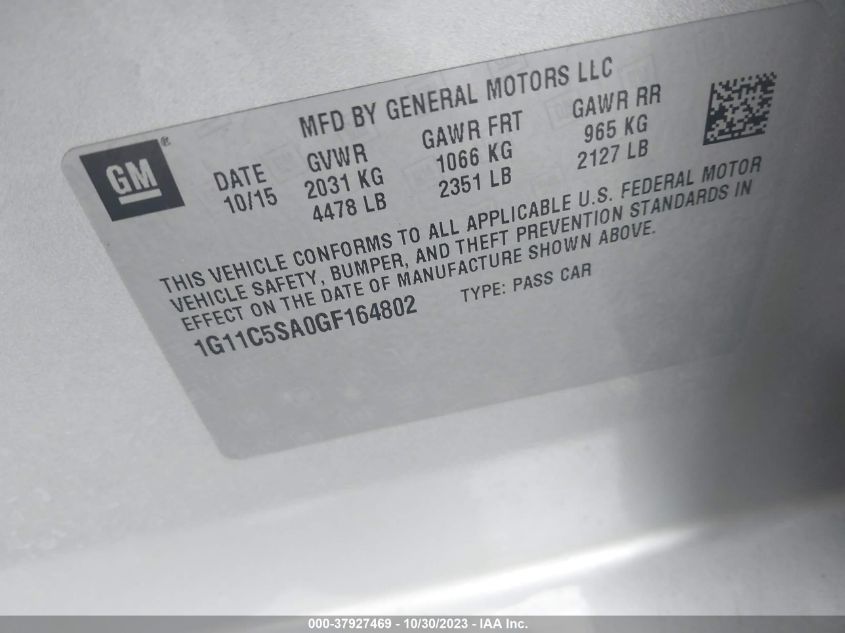 MFD BY GENERAL MOTORS LLC
GM®
DATE GVWR GAWR FRT GAWR RR
10/15 2031 KG 1066 KG 965 KG
4478 LB 2351 LB 2127 LB
THIS VEHICLE CONFORMS TO ALL APPLICABLE U.S. FEDERAL MOTOR
VEHICLE SAFETY, BUMPER, AND THEFT PREVENTION STANDARDS IN
EFFECT ON THE DATE OF MANUFACTURE SHOWN ABOVE.
1G11C5SA0GF164802 TYPE: PASS CAR
000-37927469 - 10/30/2023 - IAA Inc.